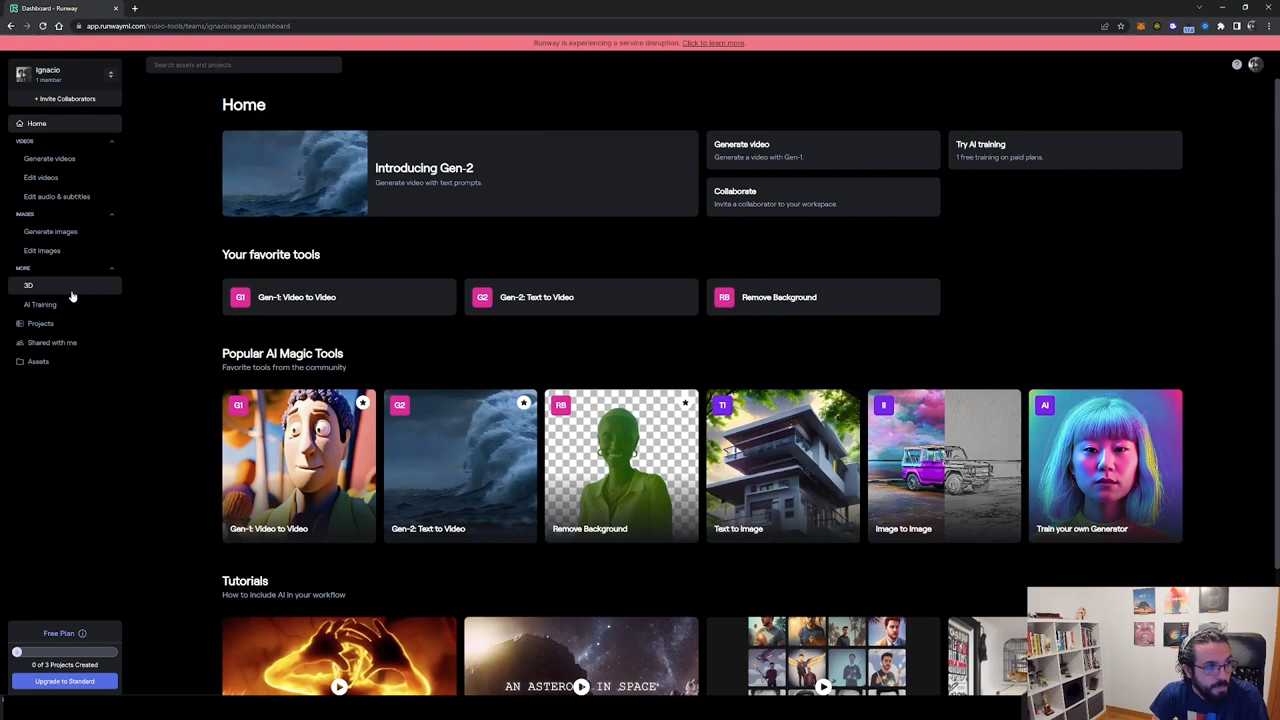 Dashboard - Runway
app.runwayml.com/video-tools/teams/ignaciosagrario/dashboard
Runway is experiencing a service disruption. Click to learn more.
Ignacio
1 member
+ Invite Collaborators
Search assets and projects
Home
VIDEOS
Generate videos
Edit videos
Edit audio & subtitles
IMAGES
Generate images
Edit images
MORE
3D
AI Training
Projects
Shared with me
Assets
Free Plan
0 of 3 Projects Created
Upgrade to Standard
Home
Introducing Gen-2
Generate video with text prompts.
Generate video
Generate a video with Gen-1.
Try AI training
1 free training on paid plans.
Collaborate
Invite a collaborator to your workspace.
Your favorite tools
G1 Gen-1: Video to Video
G2 Gen-2: Text to Video
RB Remove Background
Popular AI Magic Tools
Favorite tools from the community
G1
Gen-1: Video to Video
G2
Gen-2: Text to Video
RB
Remove Background
TI
Text to Image
II
Image to Image
AI
Train your own Generator
Tutorials
How to include AI in your workflow
AN ASTEROID IN SPACE